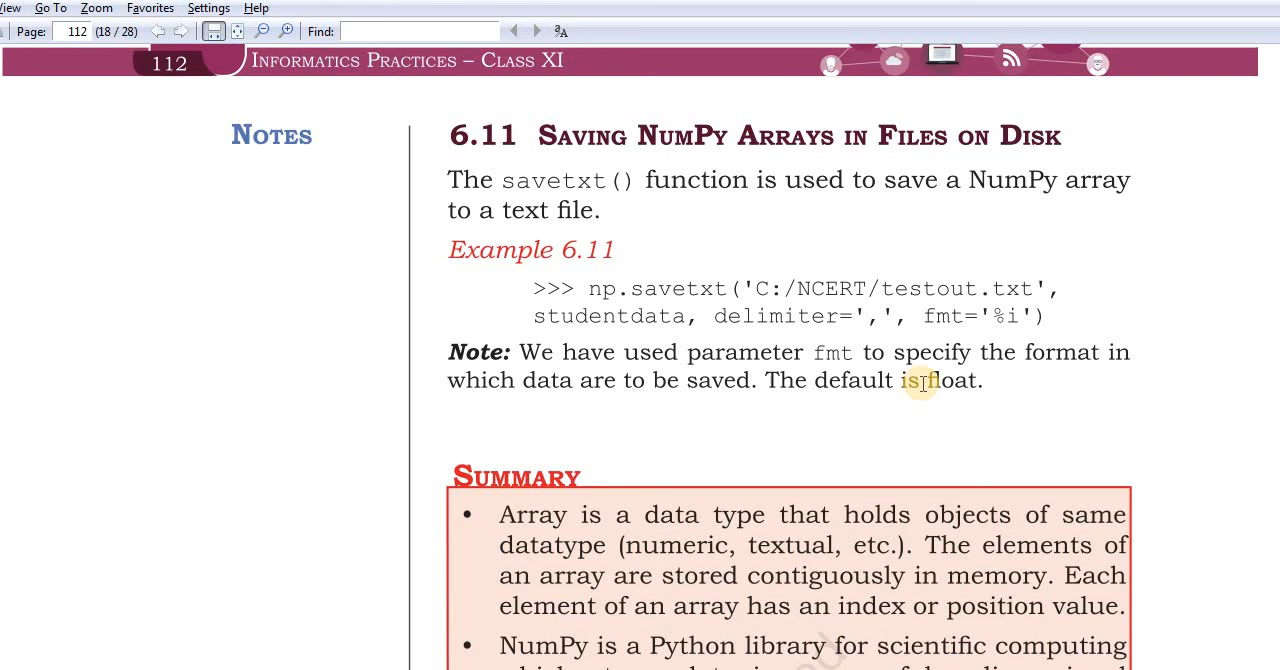 View Go To Zoom Favorites Settings Help
Page: 112 (18 / 28) Find:
112 INFORMATICS PRACTICES – CLASS XI
NOTES
6.11 SAVING NUMPY ARRAYS IN FILES ON DISK
The savetxt() function is used to save a NumPy array
to a text file.
Example 6.11
>>> np.savetxt('C:/NCERT/testout.txt',
studentdata, delimiter=',', fmt='%i')
Note: We have used parameter fmt to specify the format in
which data are to be saved. The default is float.
SUMMARY
• Array is a data type that holds objects of same
datatype (numeric, textual, etc.). The elements of
an array are stored contiguously in memory. Each
element of an array has an index or position value.
• NumPy is a Python library for scientific computing